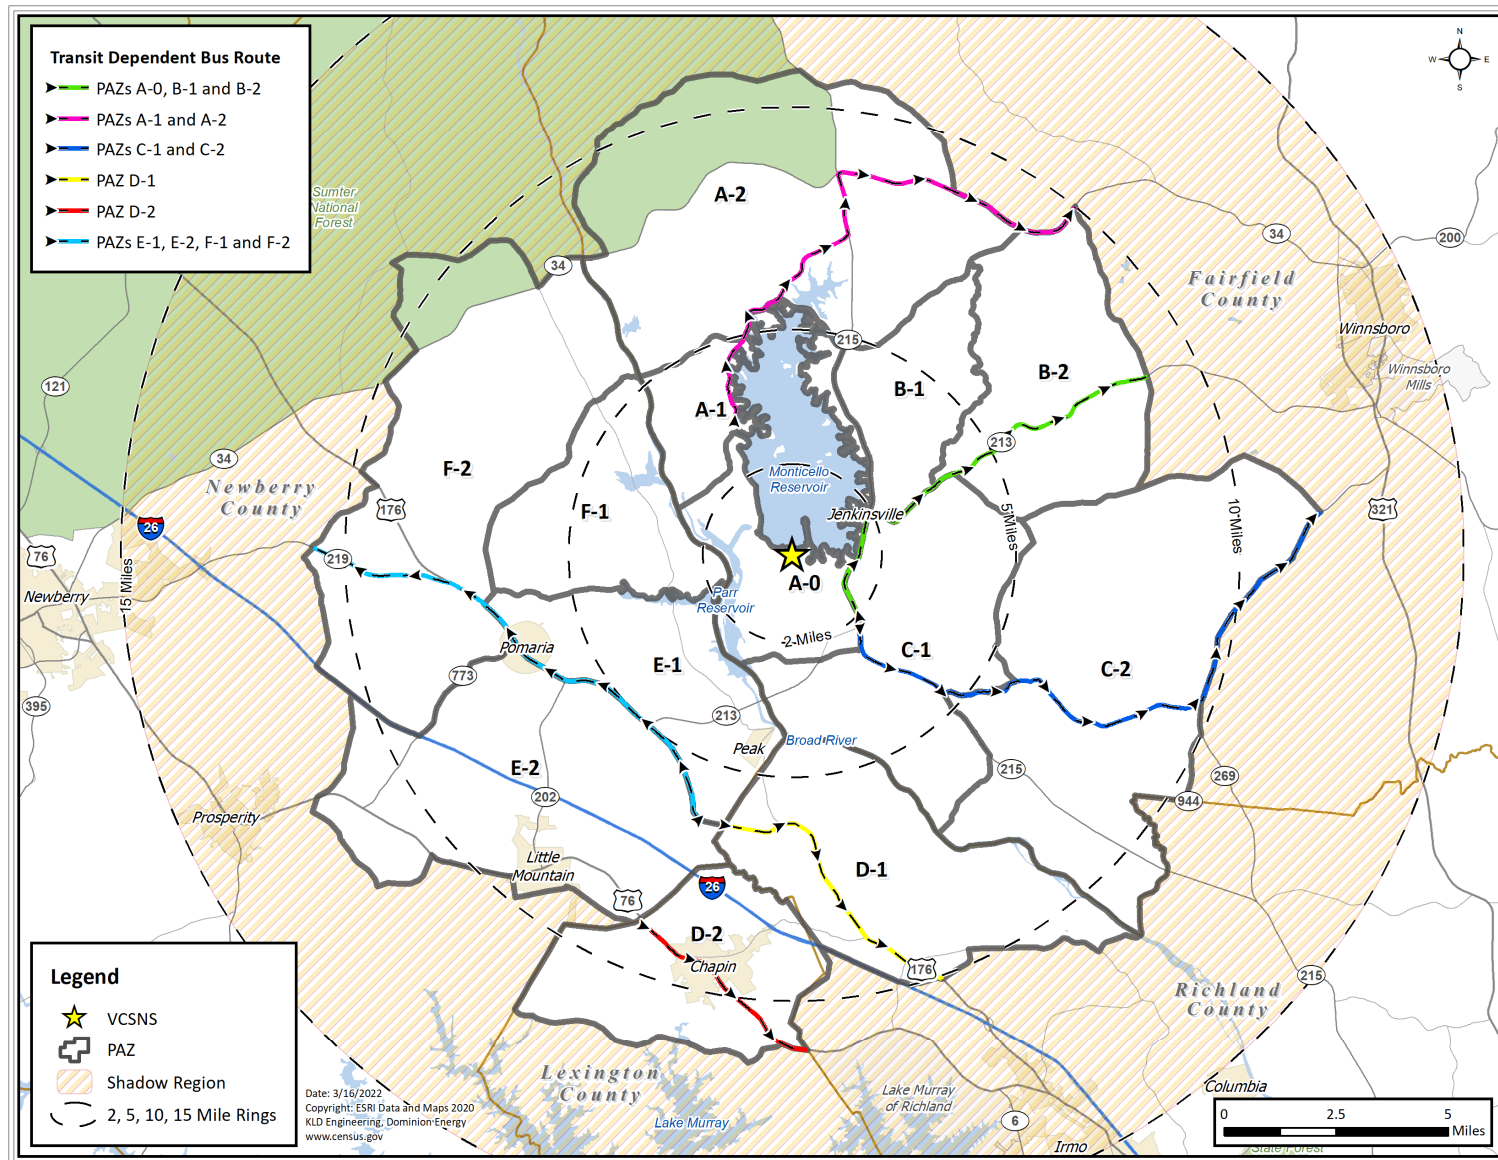 Transit Dependent Bus Route
PAZs A-0, B-1 and B-2
PAZs A-1 and A-2
PAZs C-1 and C-2
PAZ D-1
PAZ D-2
PAZs E-1, E-2, F-1 and F-2
N
W E
S
Sumter
National
Forest
A-2
34
34
200
Fairfield
County
Winnsboro
215
Winnsboro
Mills
121
B-2
B-1
A-1
213
34
F-2
Newberry
County
Monticello
Reservoir
176
F-1
Jenkinsville
5 Miles
10 Miles
321
26
76
219
15 Miles
A-0
Newberry
Parr
Reservoir
2 Miles
Pomaria
C-1
E-1
C-2
773
395
213
Peak
Broad River
E-2
215
269
202
944
Prosperity
Little
Mountain
D-1
26
76
D-2
Chapin
176
215
Richland
County
Legend
VCSNS
PAZ
Shadow Region
2, 5, 10, 15 Mile Rings
Lexington
County
Date: 3/16/2022
Copyright: ESRI Data and Maps 2020
KLD Engineering, Dominion Energy
www.census.gov
Lake Murray
Lake Murray
of Richland
Columbia
6
Irmo
0 2.5 5
Miles
State Forest